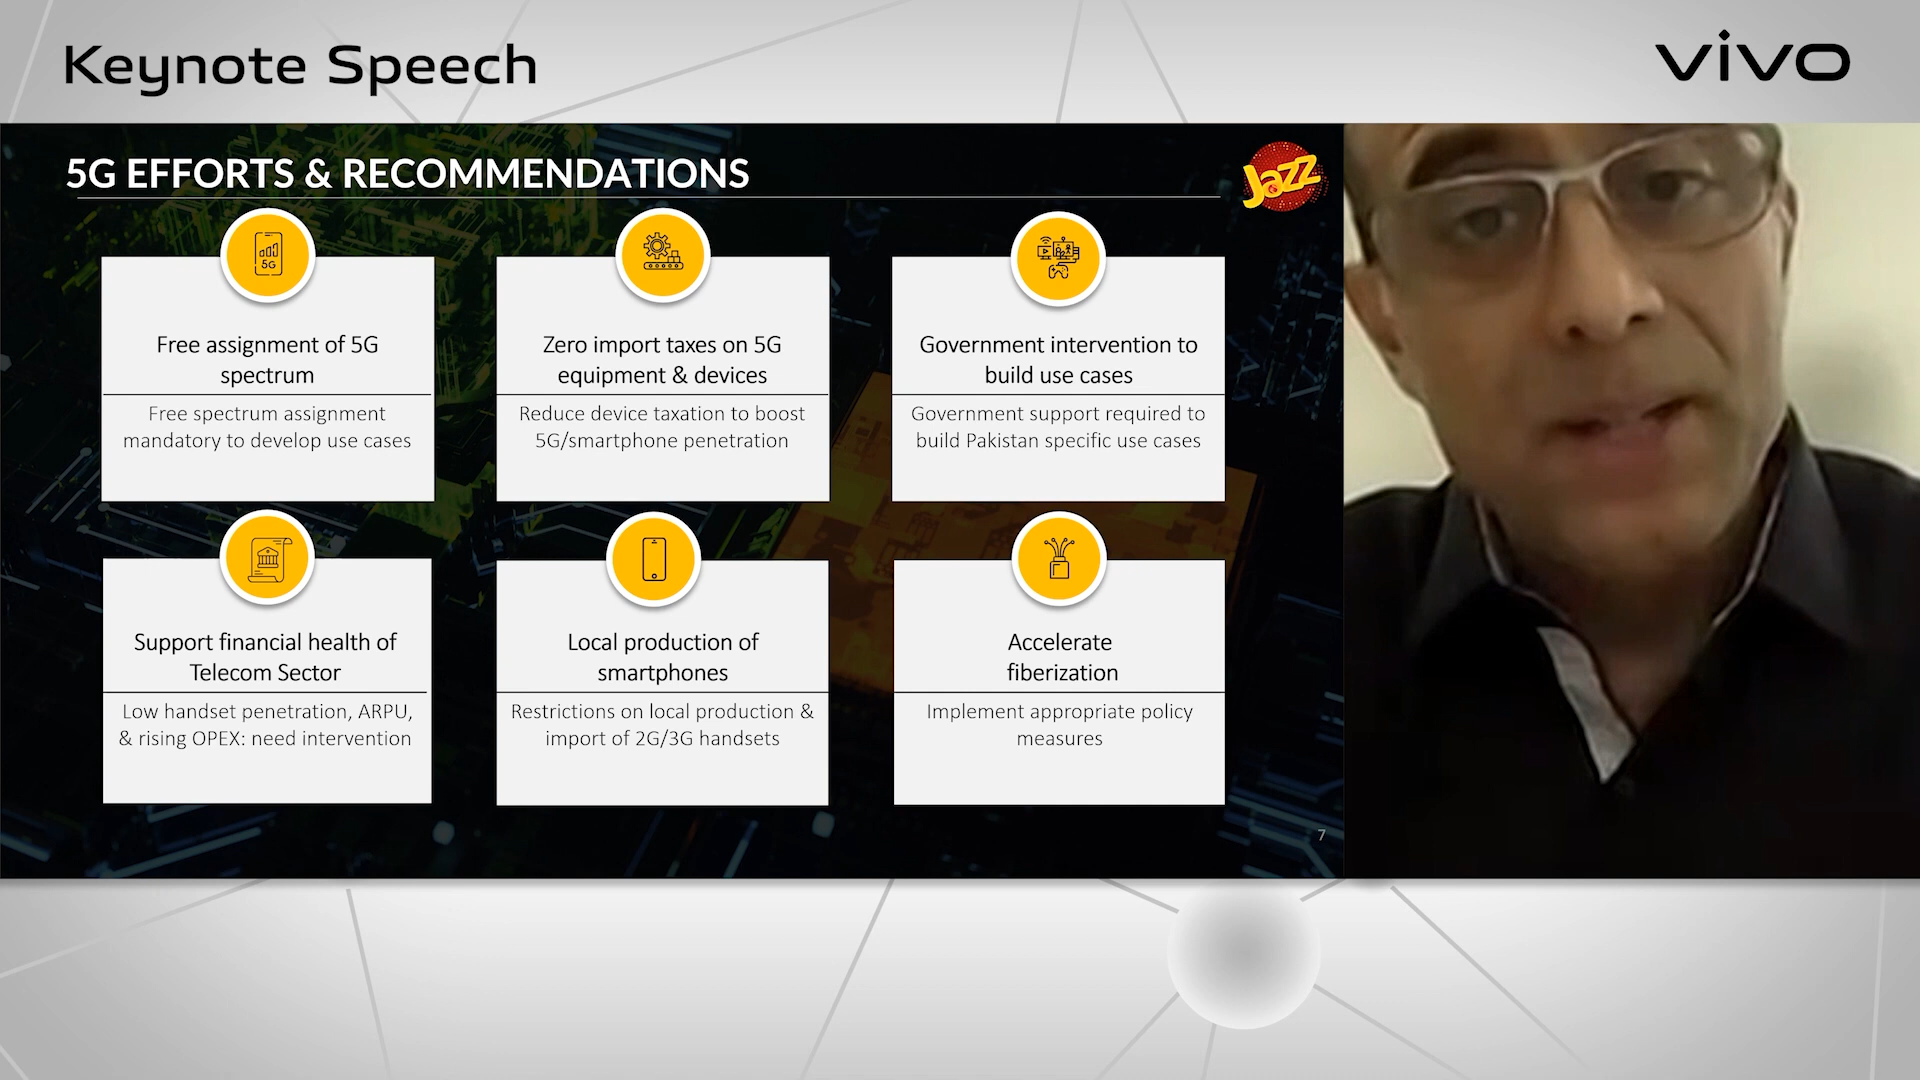 Keynote Speech
vivo
5G EFFORTS & RECOMMENDATIONS
Jazz
5G
Free assignment of 5G
spectrum
Free spectrum assignment
mandatory to develop use cases
Zero import taxes on 5G
equipment & devices
Reduce device taxation to boost
5G/smartphone penetration
Government intervention to
build use cases
Government support required to
build Pakistan specific use cases
Support financial health of
Telecom Sector
Low handset penetration, ARPU,
& rising OPEX: need intervention
Local production of
smartphones
Restrictions on local production &
import of 2G/3G handsets
Accelerate
fiberization
Implement appropriate policy
measures
7